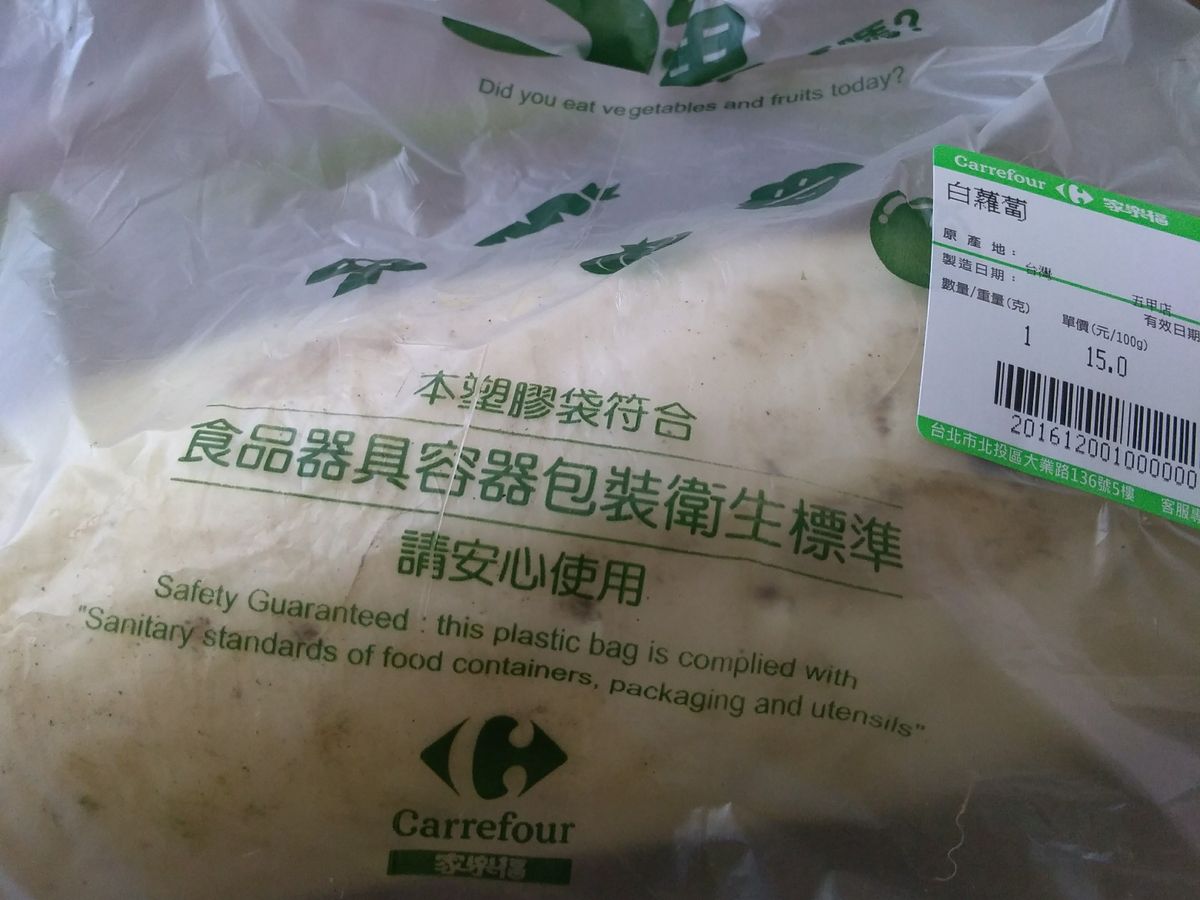 嗎?
Did you eat vegetables and fruits today?
Carrefour 家樂福
白蘿蔔
原產地:
台灣
製造日期:
五甲店
有效日期
數量/重量(克)
1
單價(元/100g)
15.0
201612001000000
台北市北投區大業路136號5樓 客服專
本塑膠袋符合
食品器具容器包裝衛生標準
請安心使用
Safety Guaranteed : this plastic bag is complied with
"Sanitary standards of food containers, packaging and utensils"
Carrefour
家樂福